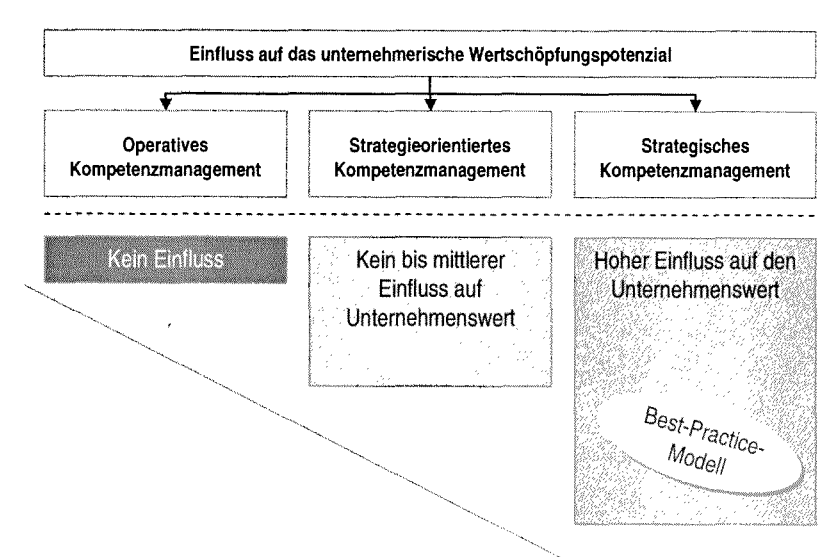 Einfluss auf das unternehmerische Wertschöpfungspotenzial
Operatives
Kompetenzmanagement
Strategieorientiertes
Kompetenzmanagement
Strategisches
Kompetenzmanagement
Kein Einfluss
Kein bis mittlerer
Einfluss auf
Unternehmenswert
Hoher Einfluss auf den
Unternehmenswert
Best-Practice-
Modell